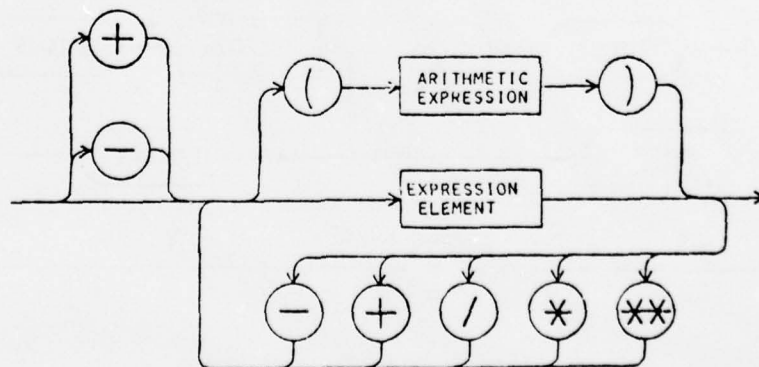 +
( ARITHMETIC EXPRESSION )
-
EXPRESSION ELEMENT
- + / * **